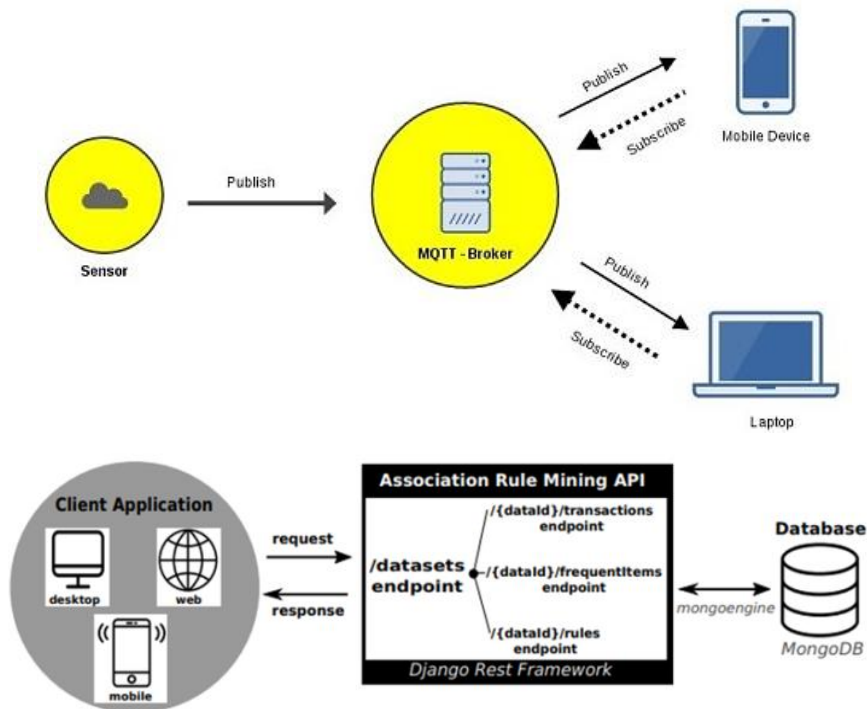 Publish
Subscribe
Mobile Device
Publish
Sensor
MQTT - Broker
Publish
Subscribe
Laptop
Client Application
desktop
web
mobile
request
response
Association Rule Mining API
/datasets
endpoint
/{dataId}/transactions
endpoint
/{dataId}/frequentItems
endpoint
/{dataId}/rules
endpoint
Django Rest Framework
mongoengine
Database
MongoDB